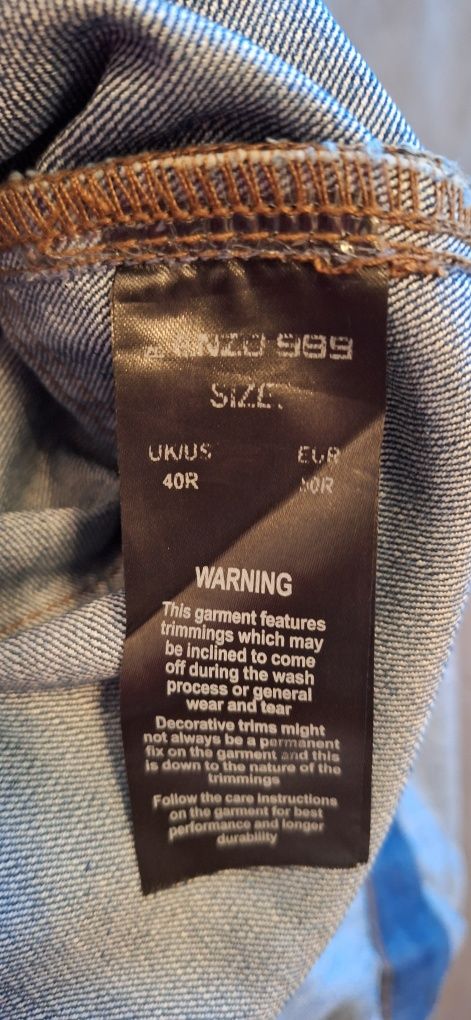 ENZO 989
SIZE:
UK/US EUR
40R
WARNING
This garment features
trimmings which may
be inclined to come
off during the wash
process or general
wear and tear
Decorative trims might
not always be a permanent
fix on the garment and this
is down to the nature of the
trimmings
Follow the care instructions
on the garment for best
performance and longer
durability